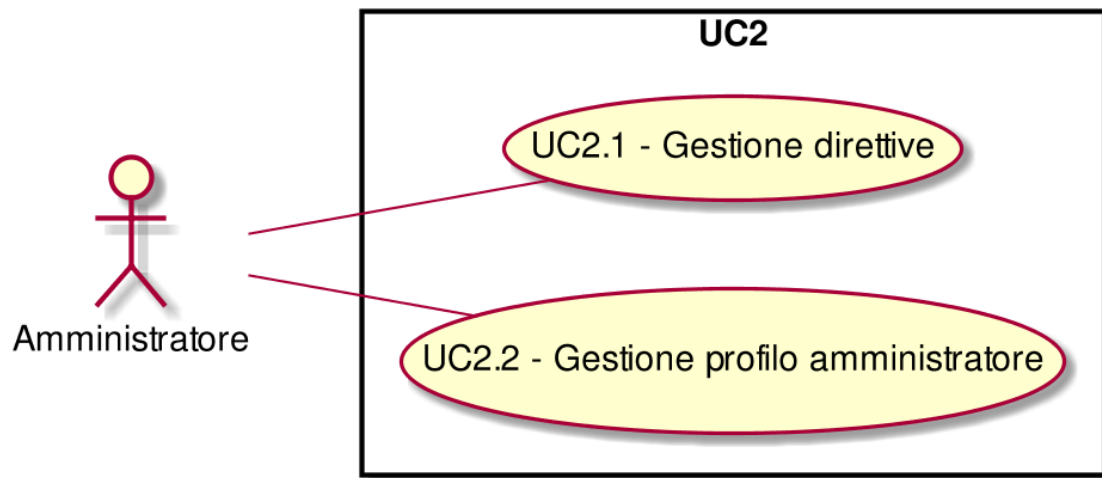 UC2
UC2.1 - Gestione direttive
Amministratore
UC2.2 - Gestione profilo amministratore